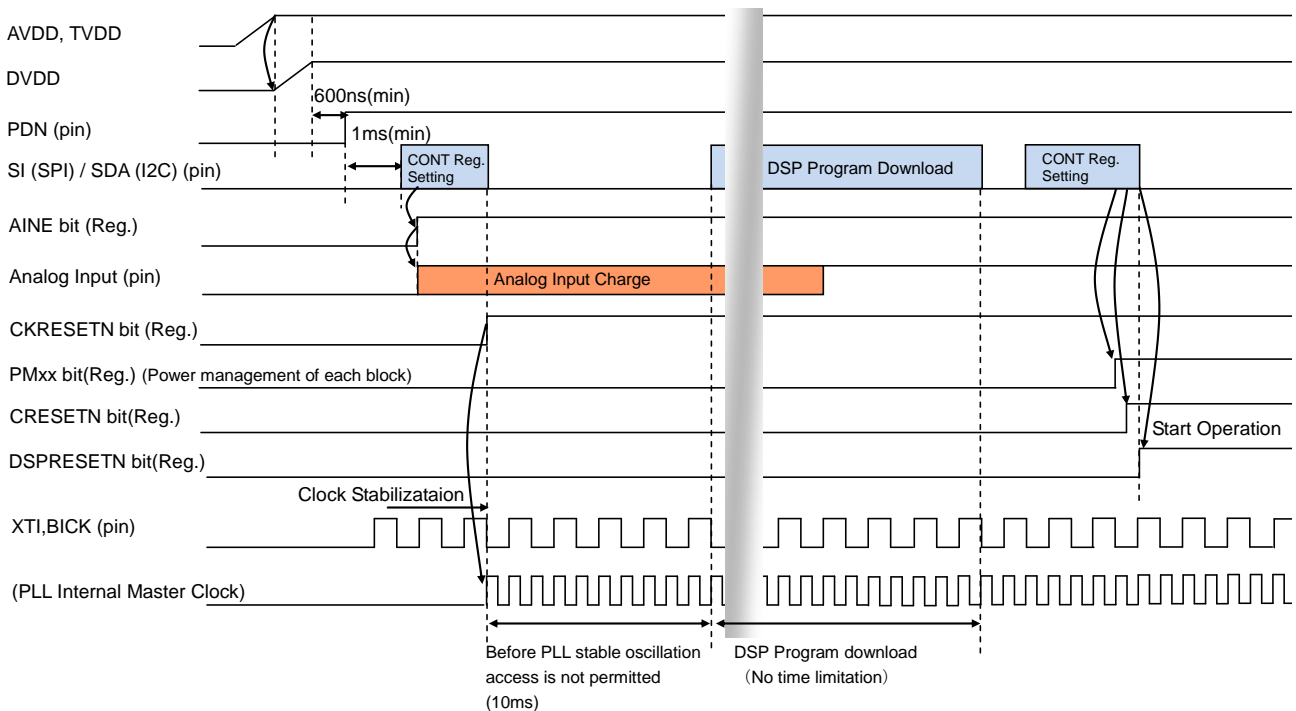 AVDD, TVDD
DVDD
600ns(min)
PDN (pin)
1ms(min)
SI (SPI) / SDA (I2C) (pin)
CONT Reg.
Setting
DSP Program Download
CONT Reg.
Setting
AINE bit (Reg.)
Analog Input (pin)
Analog Input Charge
CKRESETN bit (Reg.)
PMxx bit(Reg.) (Power management of each block)
CRESETN bit(Reg.)
Start Operation
DSPRESETN bit(Reg.)
Clock Stabilizataion
XTI,BICK (pin)
(PLL Internal Master Clock)
Before PLL stable oscillation
access is not permitted
(10ms)
DSP Program download
（No time limitation）